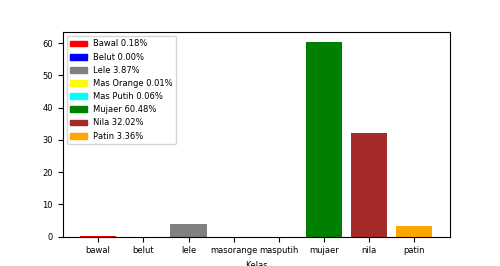 60
50
40
30
20
10
0
Bawal 0.18%
Belut 0.00%
Lele 3.87%
Mas Orange 0.01%
Mas Putih 0.06%
Mujaer 60.48%
Nila 32.02%
Patin 3.36%
bawal belut lele masorange masputih mujaer nila patin
Kelas